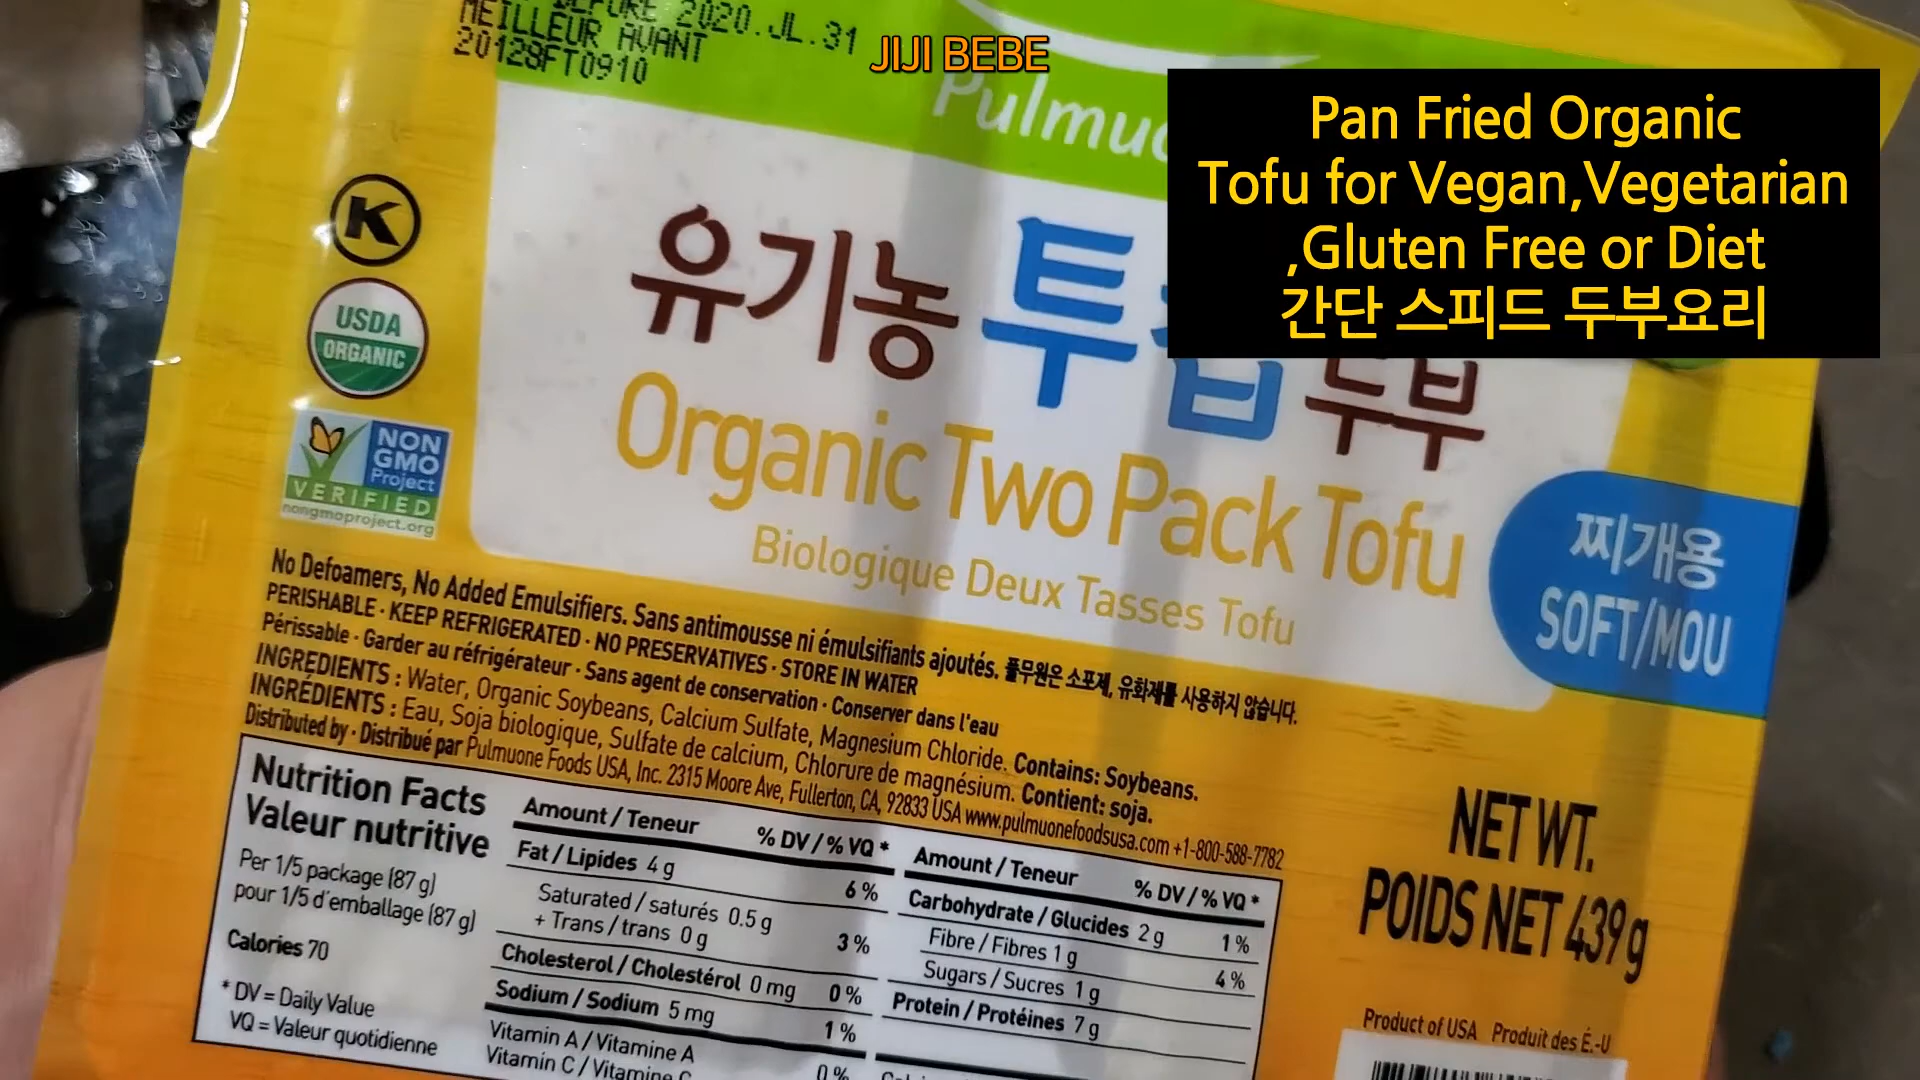 2020.JL.31
MEILLEUR AVANT
20128FT0910
JIJI BEBE
Pan Fried Organic
Tofu for Vegan,Vegetarian
,Gluten Free or Diet
간단 스피드 두부요리
K
USDA
ORGANIC
NON
GMO
Project
VERIFIED
nongmoproject.org
유기농 투컵 두부
Organic Two Pack Tofu
Biologique Deux Tasses Tofu
찌개용
SOFT/MOU
No Defoamers, No Added Emulsifiers. Sans antimousse ni émulsifiants ajoutés. 풀무원은 소포제, 유화제를 사용하지 않습니다.
PERISHABLE · KEEP REFRIGERATED · NO PRESERVATIVES · STORE IN WATER
Périssable · Garder au réfrigérateur · Sans agent de conservation · Conserver dans l'eau
INGREDIENTS : Water, Organic Soybeans, Calcium Sulfate, Magnesium Chloride. Contains: Soybeans.
INGRÉDIENTS : Eau, Soja biologique, Sulfate de calcium, Chlorure de magnésium. Contient: soja.
Distributed by · Distribué par Pulmuone Foods USA, Inc. 2315 Moore Ave, Fullerton, CA, 92833 USA www.pulmuonefoodsusa.com +1-800-588-7782
Nutrition Facts
Valeur nutritive
Per 1/5 package (87 g)
pour 1/5 d'emballage (87 g)
Calories 70
* DV = Daily Value
VQ = Valeur quotidienne
Amount / Teneur % DV / % VQ *
Fat / Lipides 4 g 6 %
Saturated / saturés 0.5 g
+ Trans / trans 0 g 3 %
Cholesterol / Cholestérol 0 mg 0 %
Sodium / Sodium 5 mg 1 %
Vitamin A / Vitamine A 0 %
Vitamin C / Vitamine C
Amount / Teneur % DV / % VQ *
Carbohydrate / Glucides 2 g 1 %
Fibre / Fibres 1 g 4 %
Sugars / Sucres 1 g
Protein / Protéines 7 g
NET WT.
POIDS NET 439 g
Product of USA Produit des É.-U